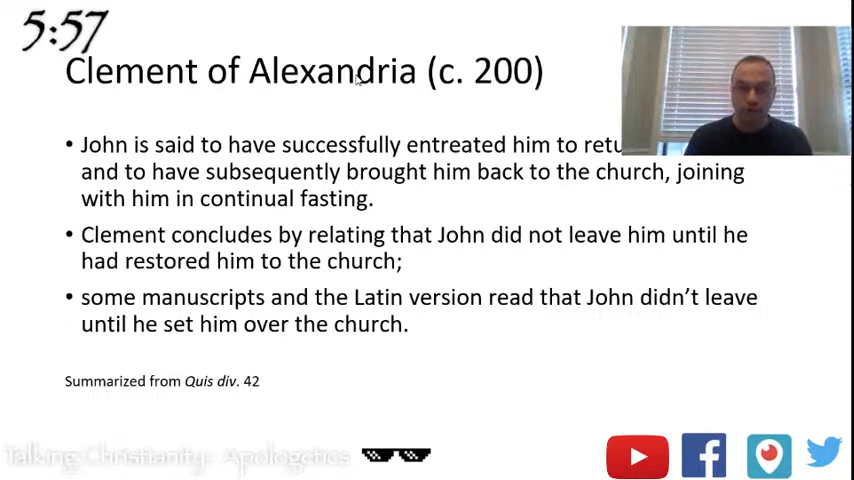 5:57
Clement of Alexandria (c. 200)
• John is said to have successfully entreated him to
and to have subsequently brought him back to the church, joining
with him in continual fasting.
• Clement concludes by relating that John did not leave him until he
had restored him to the church;
• some manuscripts and the Latin version read that John didn't leave
until he set him over the church.
Summarized from Quis div. 42
Talking Christianity- Apologetics